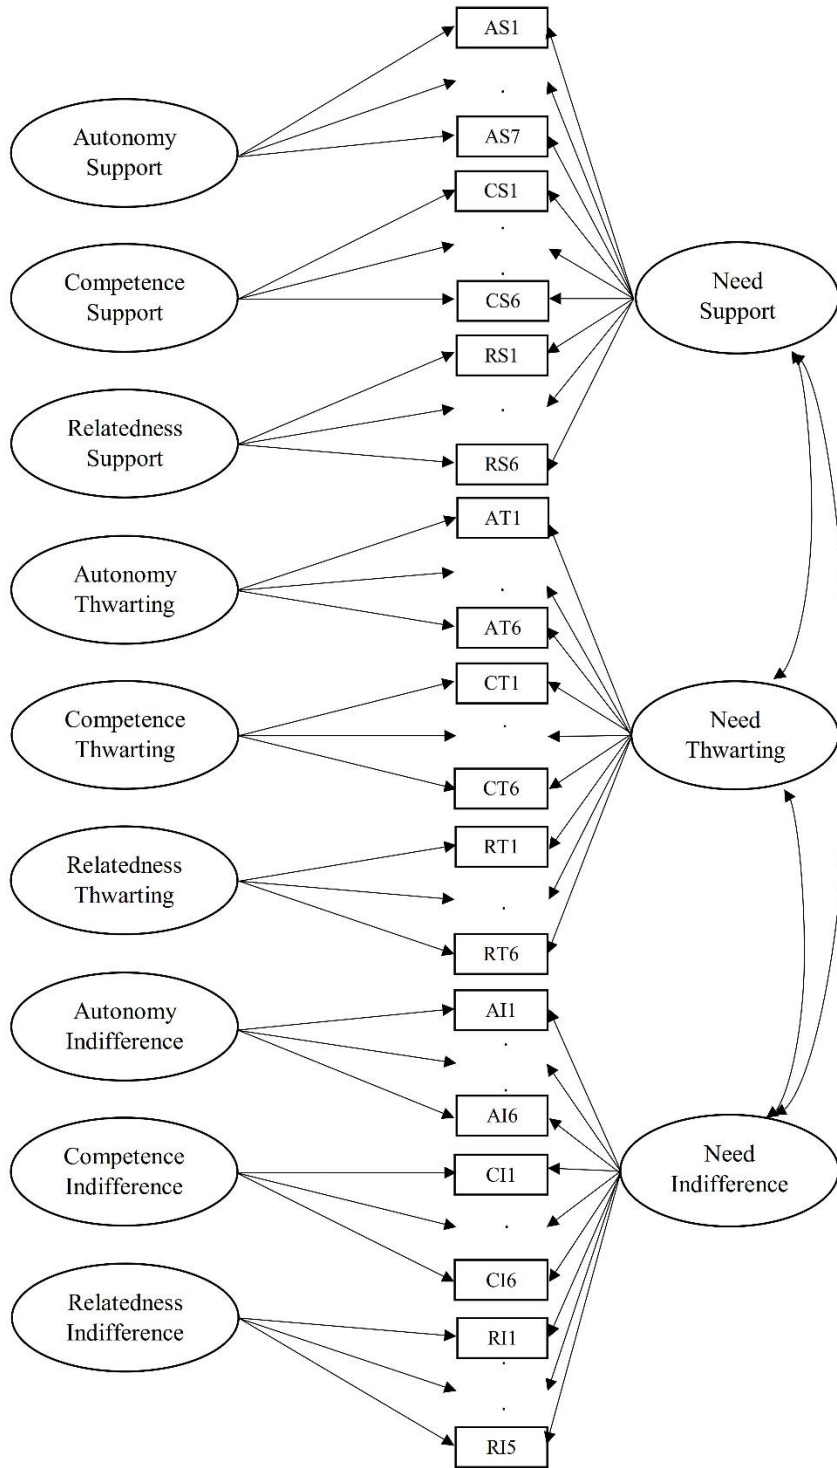 Autonomy
Support
Competence
Support
Relatedness
Support
Autonomy
Thwarting
Competence
Thwarting
Relatedness
Thwarting
Autonomy
Indifference
Competence
Indifference
Relatedness
Indifference
AS1
.
AS7
CS1
.
.
CS6
RS1
.
RS6
AT1
.
AT6
CT1
.
CT6
RT1
.
RT6
AI1
.
.
AI6
CI1
.
CI6
RI1
.
.
RI5
Need
Support
Need
Thwarting
Need
Indifference